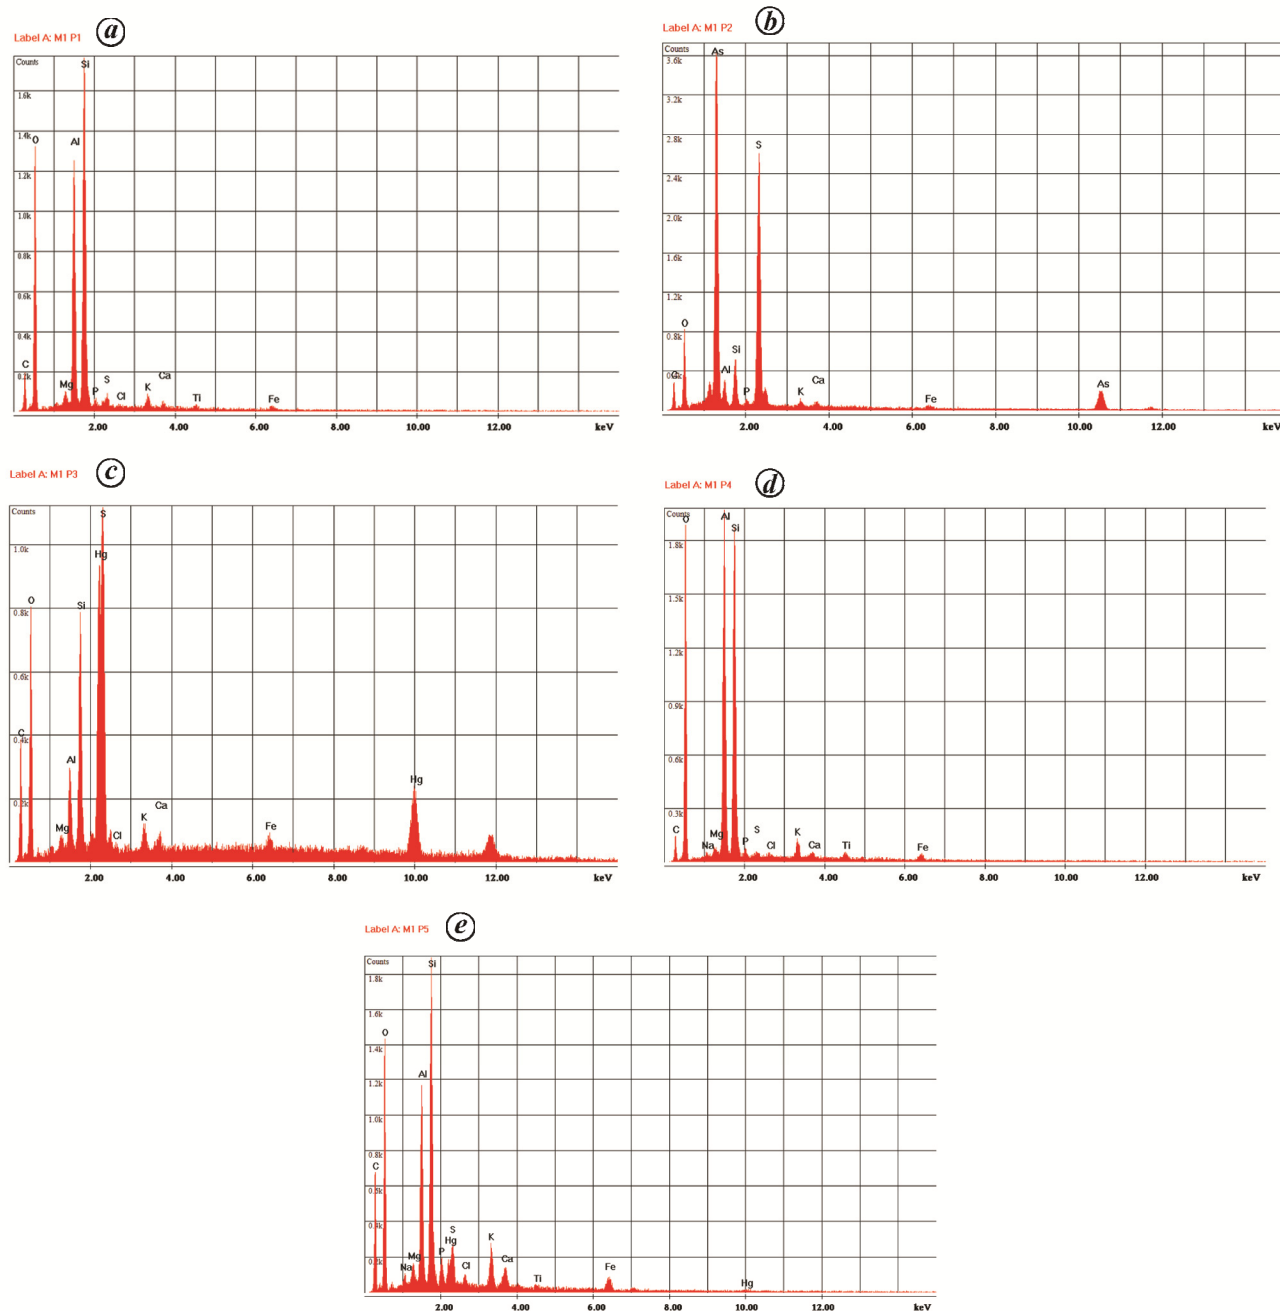 Label A: M1 P1 a
Counts
Si
1.6k
1.4k
O
Al
1.2k
1.0k
0.8k
0.6k
0.4k
C
0.2k
Mg
P
S
Cl
K
Ca
Ti
Fe
2.00 4.00 6.00 8.00 10.00 12.00 keV
Label A: M1 P2 b
Counts
As
3.6k
3.2k
2.8k
S
2.4k
2.0k
1.6k
1.2k
0.8k
O
Si
C
Al
P
K
Ca
Fe
As
2.00 4.00 6.00 8.00 10.00 12.00 keV
Label A: M1 P3 c
Counts
S
1.0k
Hg
0.8k
O
Si
0.6k
0.4k
C
Al
0.2k
Mg
Cl
K
Ca
Fe
Hg
2.00 4.00 6.00 8.00 10.00 12.00 keV
Label A: M1 P4 d
Counts
O
Al
Si
1.8k
1.5k
1.2k
0.9k
0.6k
0.3k
C
Na
Mg
P
S
Cl
K
Ca
Ti
Fe
2.00 4.00 6.00 8.00 10.00 12.00 keV
Label A: M1 P5 e
Counts
Si
1.8k
1.6k
1.4k
O
1.2k
Al
1.0k
0.8k
C
0.6k
0.4k
0.2k
Na
Mg
P
S
Hg
Cl
K
Ca
Ti
Fe
Hg
2.00 4.00 6.00 8.00 10.00 12.00 keV